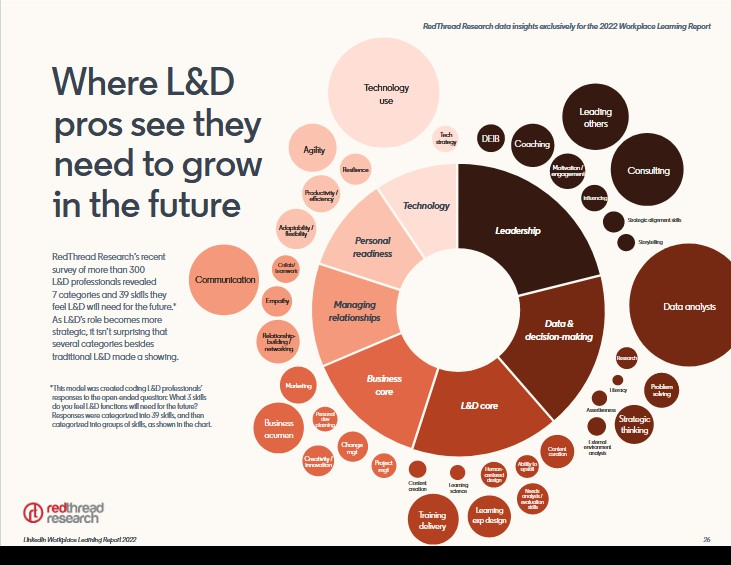 RedThread Research data insights exclusively for the 2022 Workplace Learning Report
Where L&D
pros see they
need to grow
in the future
RedThread Research's recent
survey of more than 300
L&D professionals revealed
7 categories and 39 skills they
feel L&D will need for the future.*
As L&D's role becomes more
strategic, it isn't surprising that
several categories besides
traditional L&D made a showing.
*This model was created coding L&D professionals'
responses to the open-ended question: What 3 skills
do you feel L&D functions will need for the future?
Responses were categorized into 39 skills, and then
categorized into groups of skills, as shown in the chart.
Technology
use
Tech
strategy
Agility
Resilience
Productivity /
efficiency
Adaptability /
flexibility
Communication
Collab/
teamwork
Empathy
Relationship-
building /
networking
Marketing
Business
acumen
Personal
dev
planning
Creativity /
innovation
Change
mgt
Project
mgt
Content
creation
Training
delivery
Learning
science
Human-
centered
design
Learning
exp design
Ability to
upskill
Needs
analysis /
evaluation
skills
Content
curation
External
environment
analysis
Assertiveness
Strategic
thinking
Problem
solving
Literacy
Research
Data analysts
Storytelling
Strategic alignment skills
Influencing
Consulting
Motivation /
engagement
Leading
others
Coaching
DEIB
Technology
Leadership
Personal
readiness
Managing
relationships
Data &
decision-making
Business
core
L&D core
redthread
research
LinkedIn Workplace Learning Report 2022
26